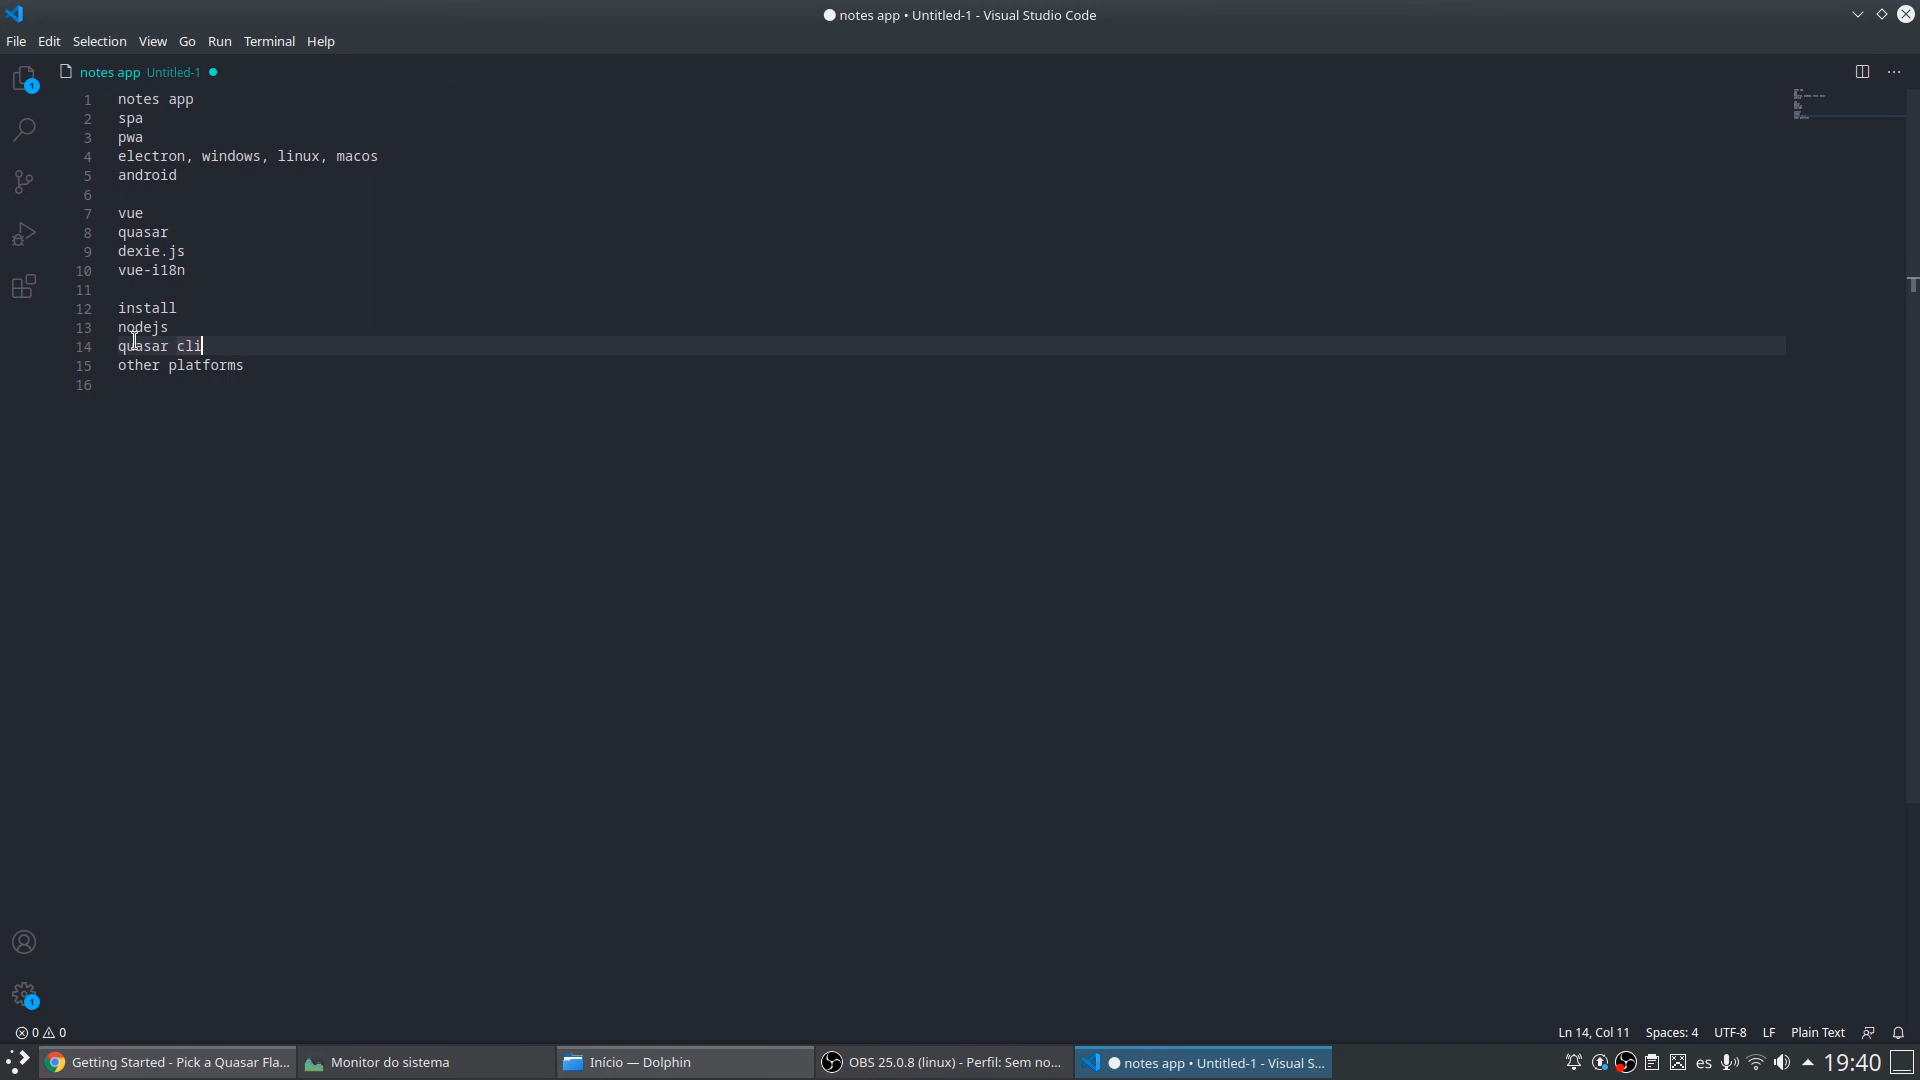 notes app • Untitled-1 - Visual Studio Code
File Edit Selection View Go Run Terminal Help
notes app Untitled-1
1 notes app
2 spa
3 pwa
4 electron, windows, linux, macos
5 android
6
7 vue
8 quasar
9 dexie.js
10 vue-i18n
11
12 install
13 nodejs
14 quasar cli
15 other platforms
16
1
1
0 0 Ln 14, Col 11 Spaces: 4 UTF-8 LF Plain Text
Getting Started - Pick a Quasar Fla... Monitor do sistema Início — Dolphin OBS 25.0.8 (linux) - Perfil: Sem no... notes app • Untitled-1 - Visual S... es 19:40